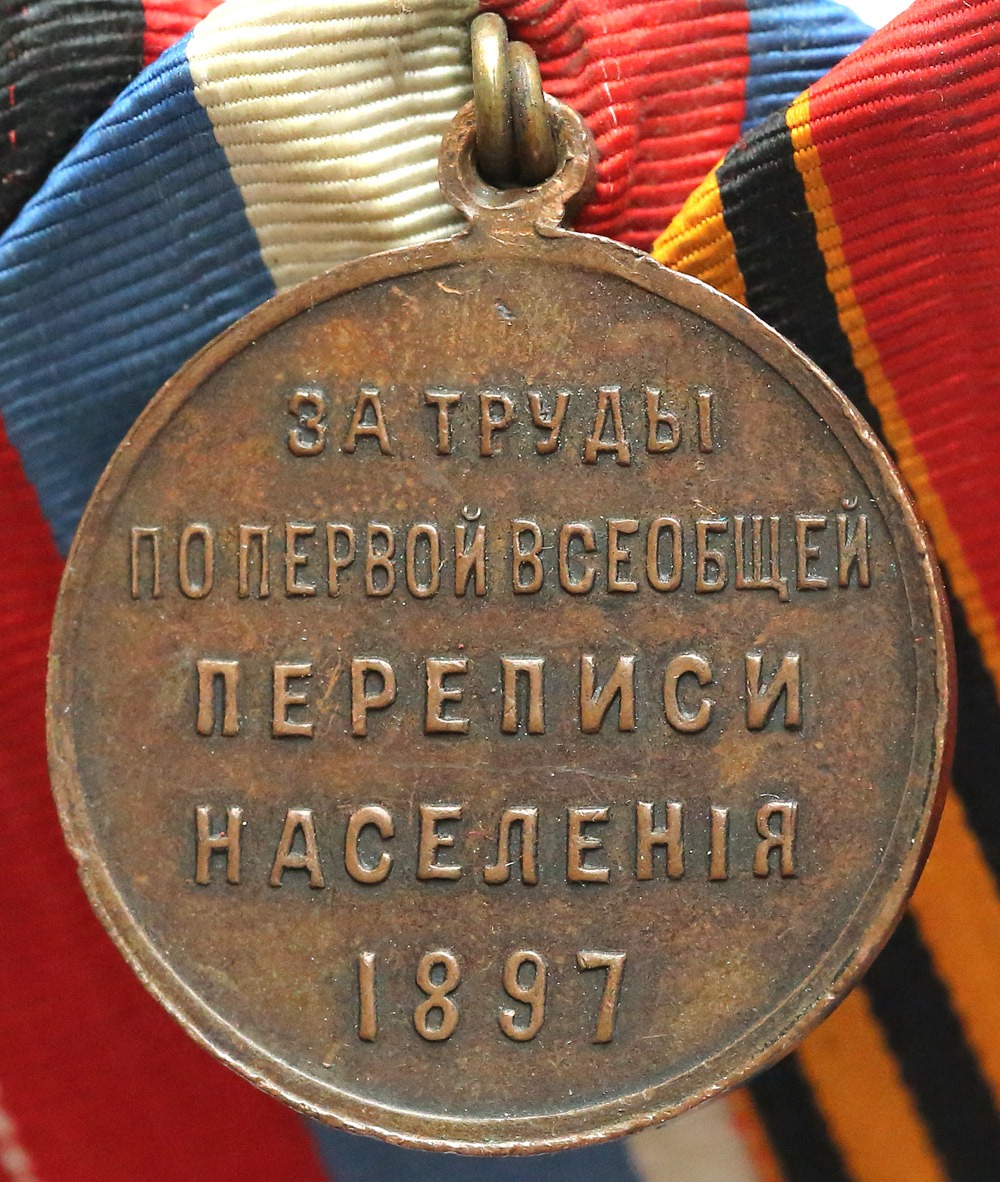 ЗА ТРУДЫ
ПО ПЕРВОЙ ВСЕОБЩЕЙ
ПЕРЕПИСИ
НАСЕЛЕНІЯ
1897